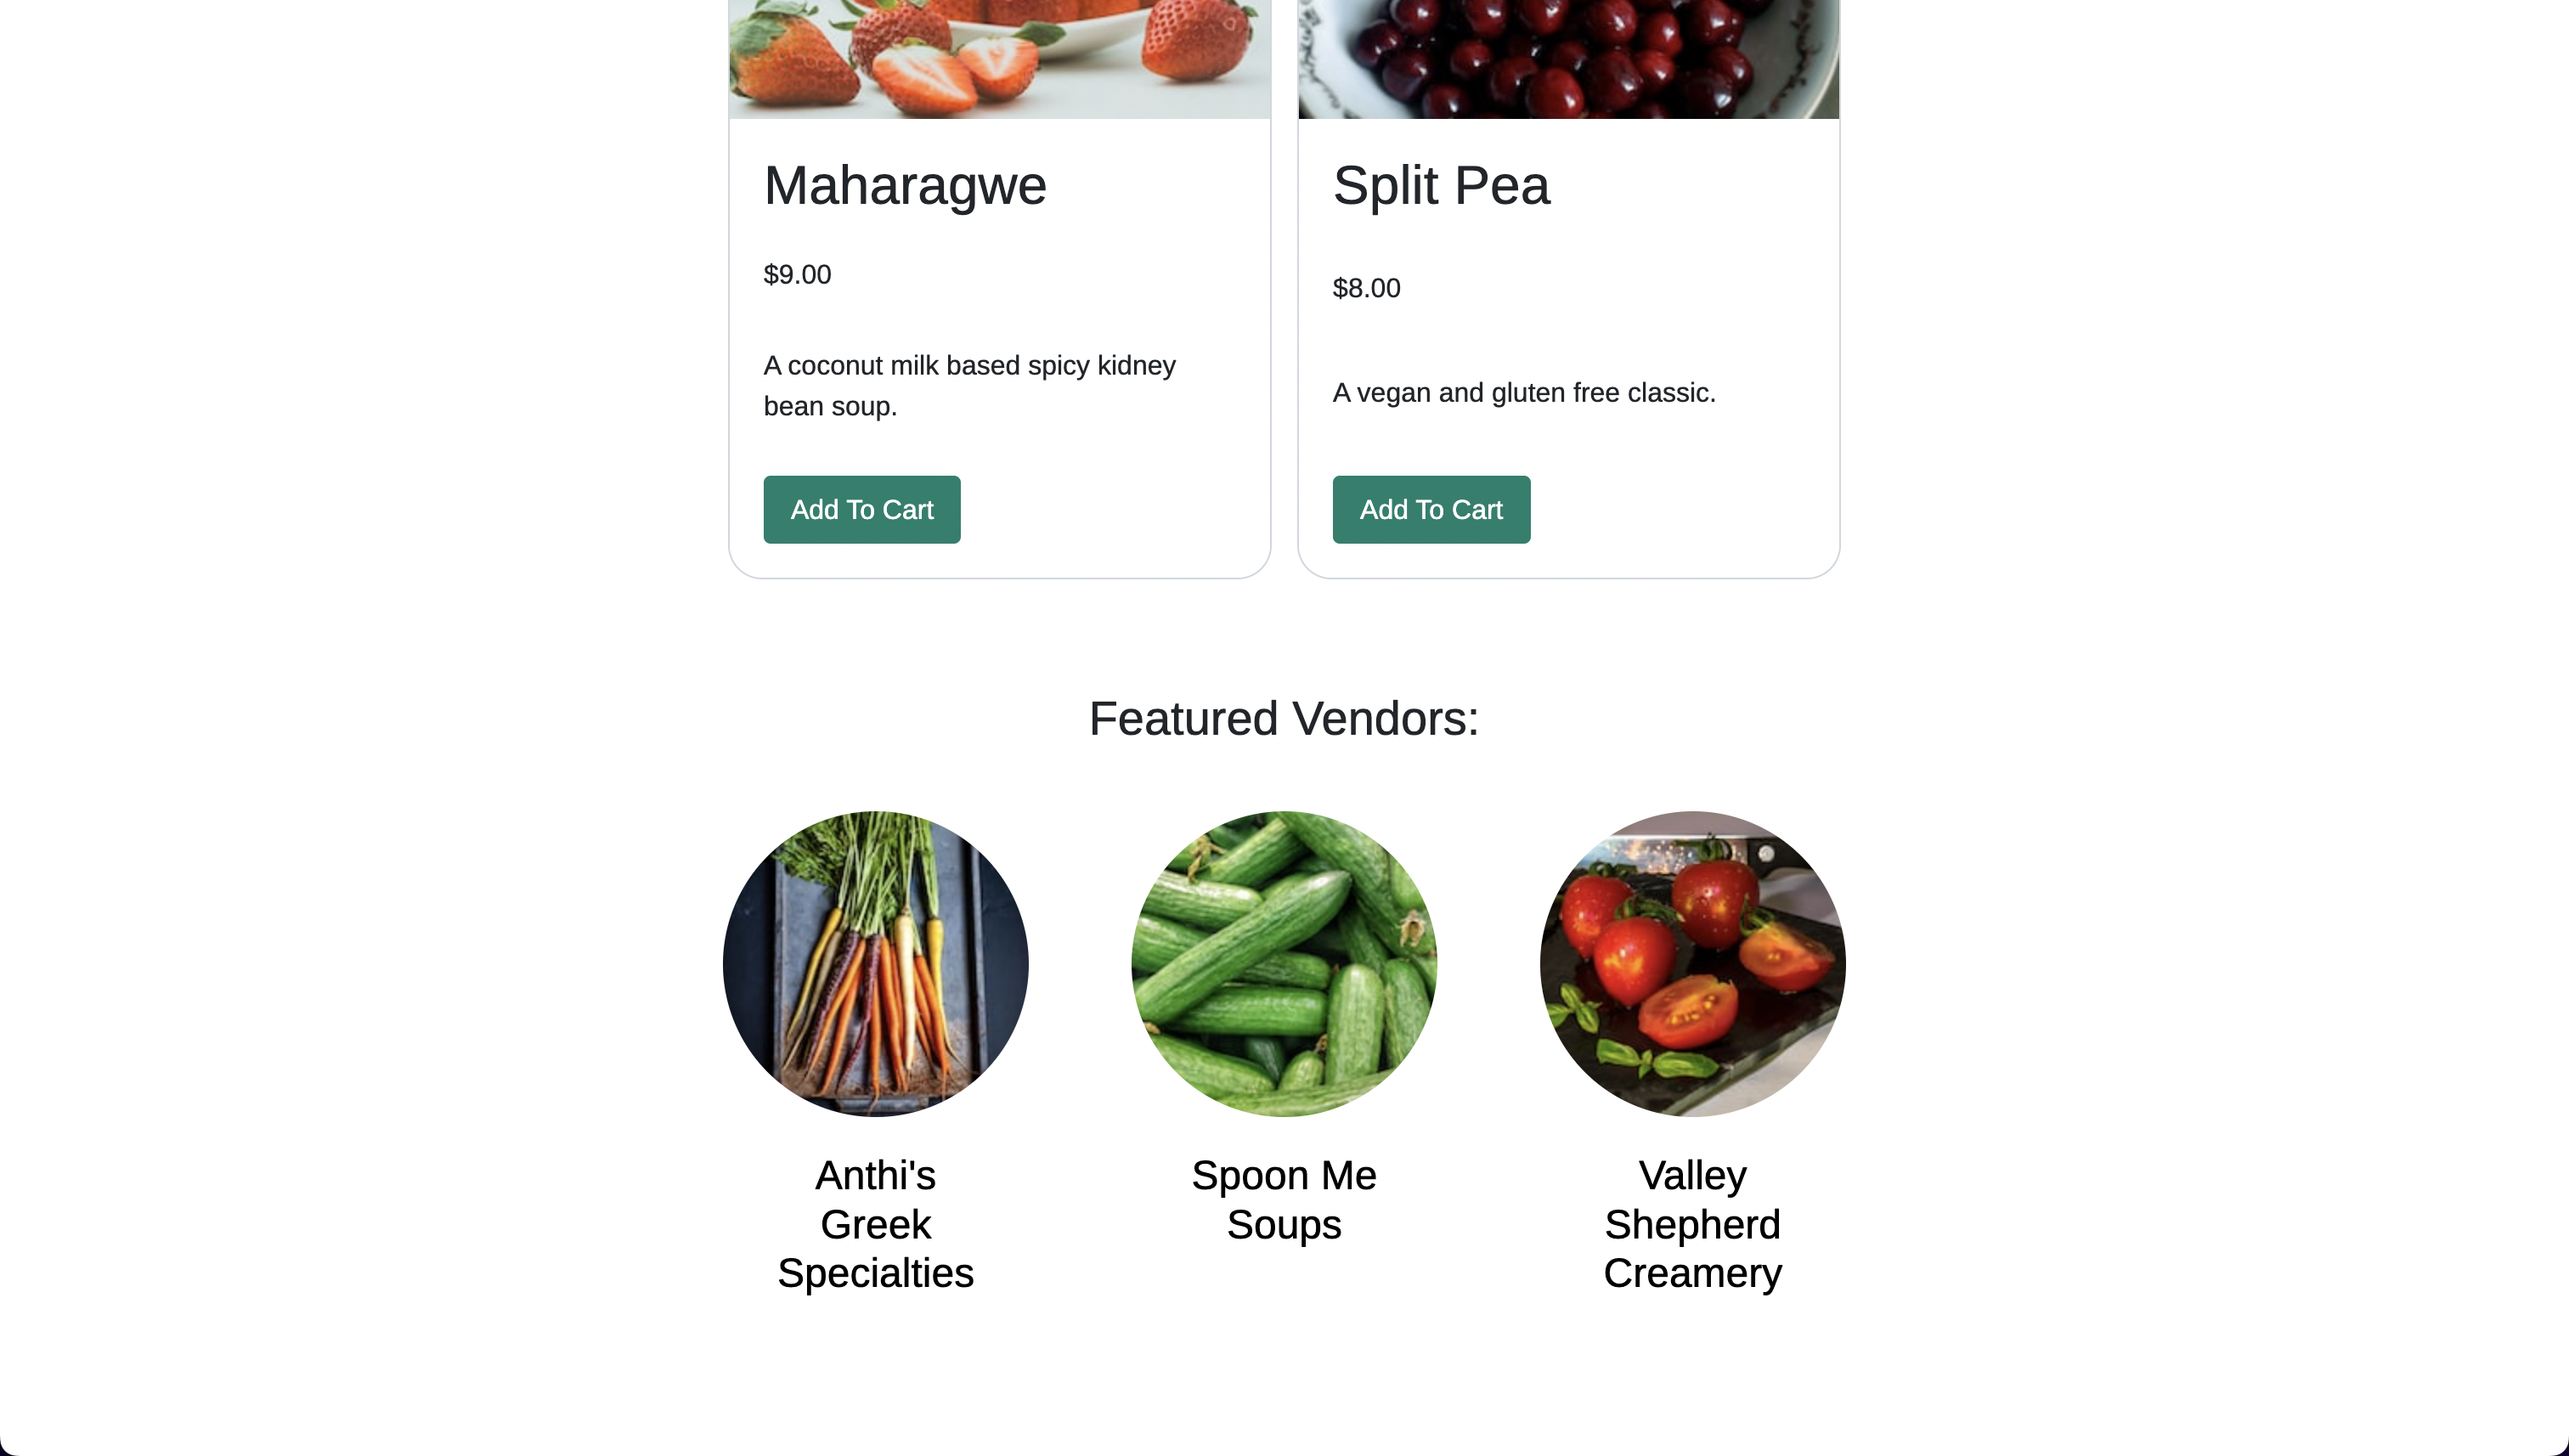 Maharagwe
$9.00
A coconut milk based spicy kidney
bean soup.
Add To Cart
Split Pea
$8.00
A vegan and gluten free classic.
Add To Cart
Featured Vendors:
Anthi's
Greek
Specialties
Spoon Me
Soups
Valley
Shepherd
Creamery